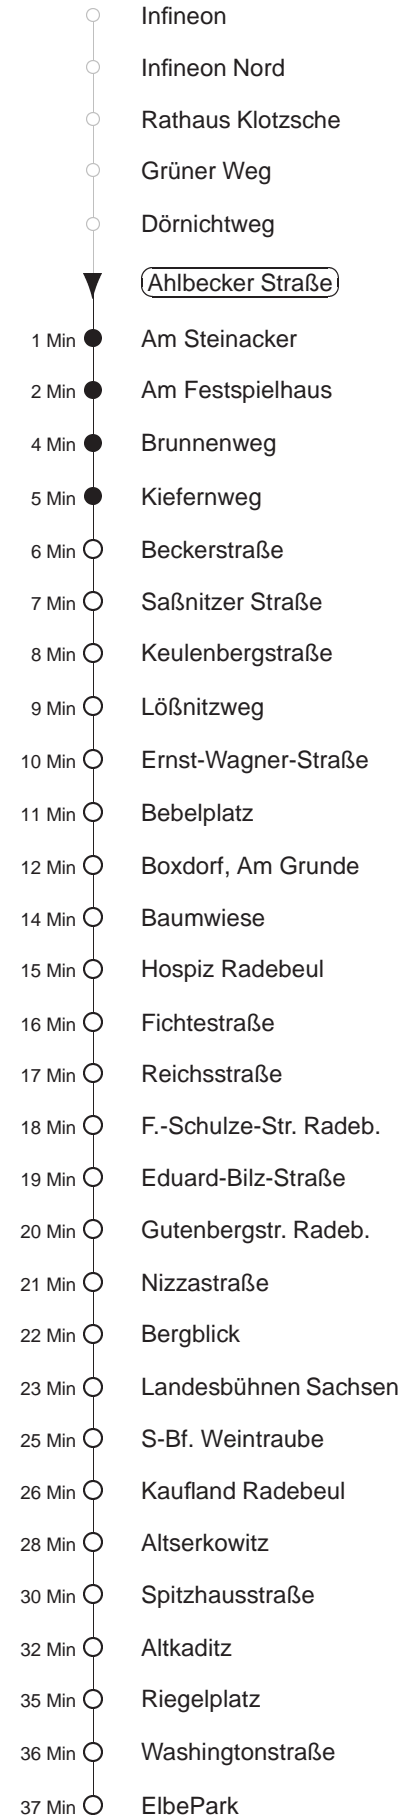 Infineon
Infineon Nord
Rathaus Klotzsche
Grüner Weg
Dörnichtweg
Ahlbecker Straße
1 Min Am Steinacker
2 Min Am Festspielhaus
4 Min Brunnenweg
5 Min Kiefernweg
6 Min Beckerstraße
7 Min Saßnitzer Straße
8 Min Keulenbergstraße
9 Min Lößnitzweg
10 Min Ernst-Wagner-Straße
11 Min Bebelplatz
12 Min Boxdorf, Am Grunde
14 Min Baumwiese
15 Min Hospiz Radebeul
16 Min Fichtestraße
17 Min Reichsstraße
18 Min F.-Schulze-Str. Radeb.
19 Min Eduard-Bilz-Straße
20 Min Gutenbergstr. Radeb.
21 Min Nizzastraße
22 Min Bergblick
23 Min Landesbühnen Sachsen
25 Min S-Bf. Weintraube
26 Min Kaufland Radebeul
28 Min Altserkowitz
30 Min Spitzhausstraße
32 Min Altkaditz
35 Min Riegelplatz
36 Min Washingtonstraße
37 Min ElbePark